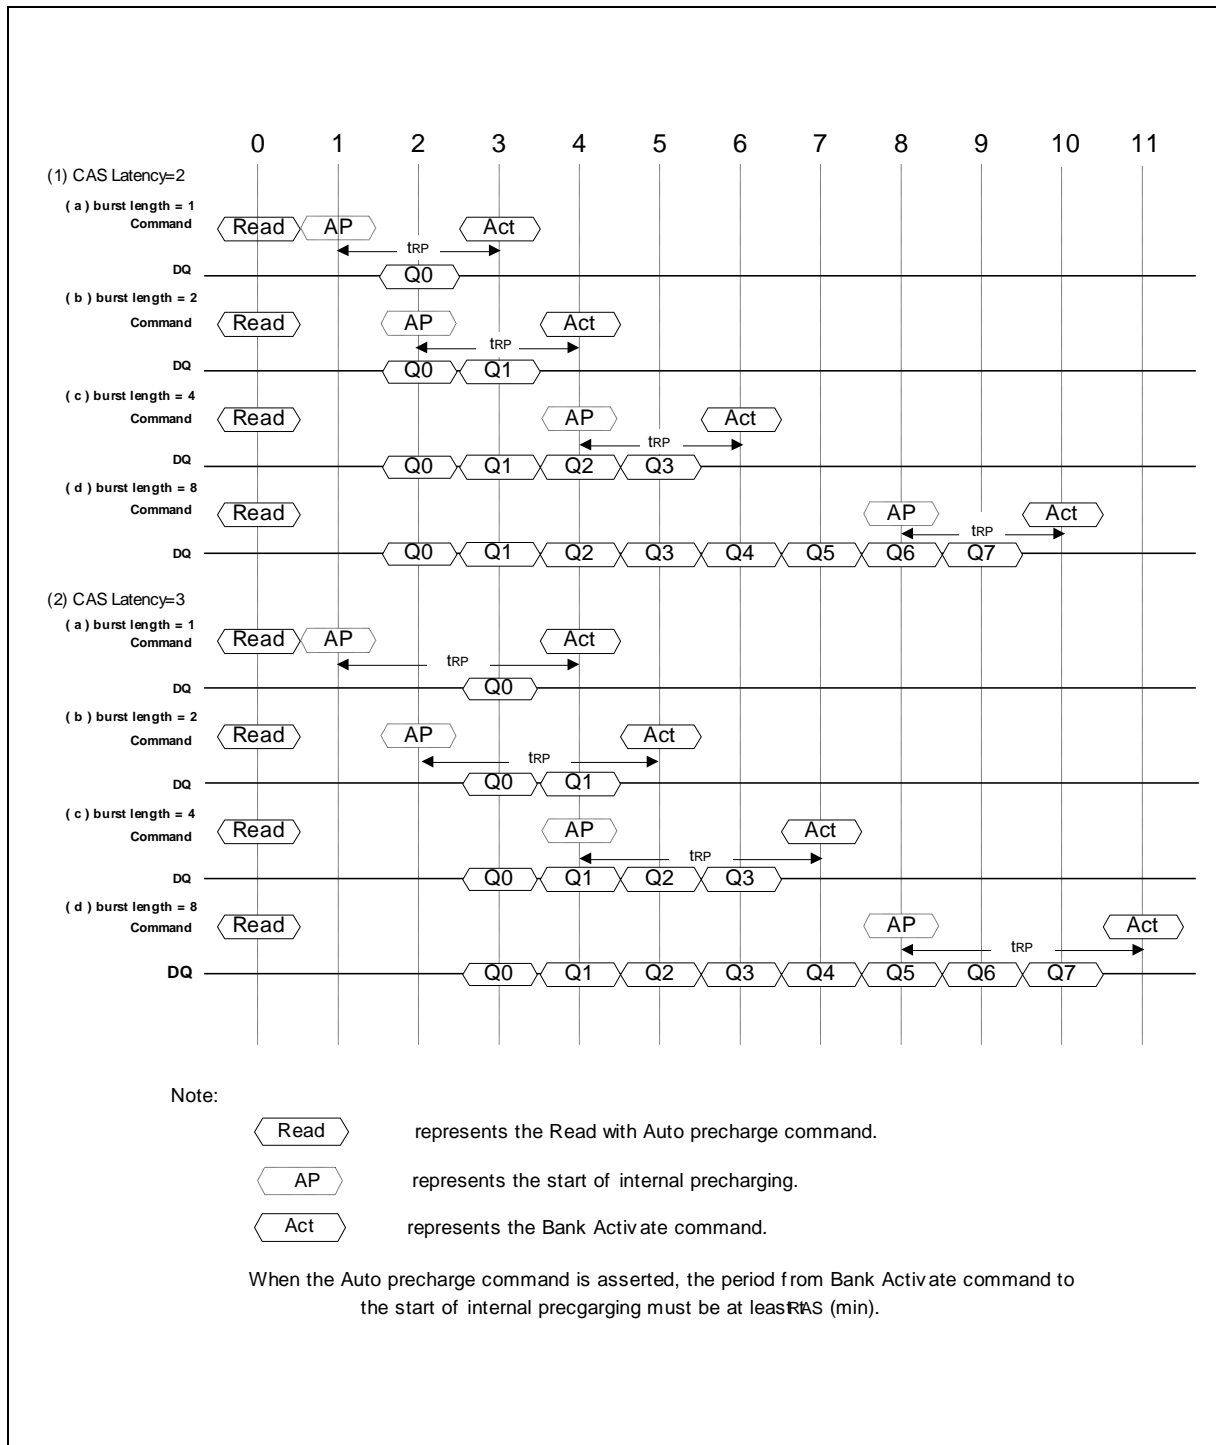 0 1 2 3 4 5 6 7 8 9 10 11
(1) CAS Latency=2
( a ) burst length = 1
Command Read AP Act
tRP
DQ Q0
( b ) burst length = 2
Command Read AP Act
tRP
DQ Q0 Q1
( c ) burst length = 4
Command Read AP Act
tRP
DQ Q0 Q1 Q2 Q3
( d ) burst length = 8
Command Read AP Act
tRP
DQ Q0 Q1 Q2 Q3 Q4 Q5 Q6 Q7
(2) CAS Latency=3
( a ) burst length = 1
Command Read AP Act
tRP
DQ Q0
( b ) burst length = 2
Command Read AP Act
tRP
DQ Q0 Q1
( c ) burst length = 4
Command Read AP Act
tRP
DQ Q0 Q1 Q2 Q3
( d ) burst length = 8
Command Read AP Act
tRP
DQ Q0 Q1 Q2 Q3 Q4 Q5 Q6 Q7
Note:
Read represents the Read with Auto precharge command.
AP represents the start of internal precharging.
Act represents the Bank Activate command.
When the Auto precharge command is asserted, the period from Bank Activate command to
the start of internal precgarging must be at least tRAS (min).